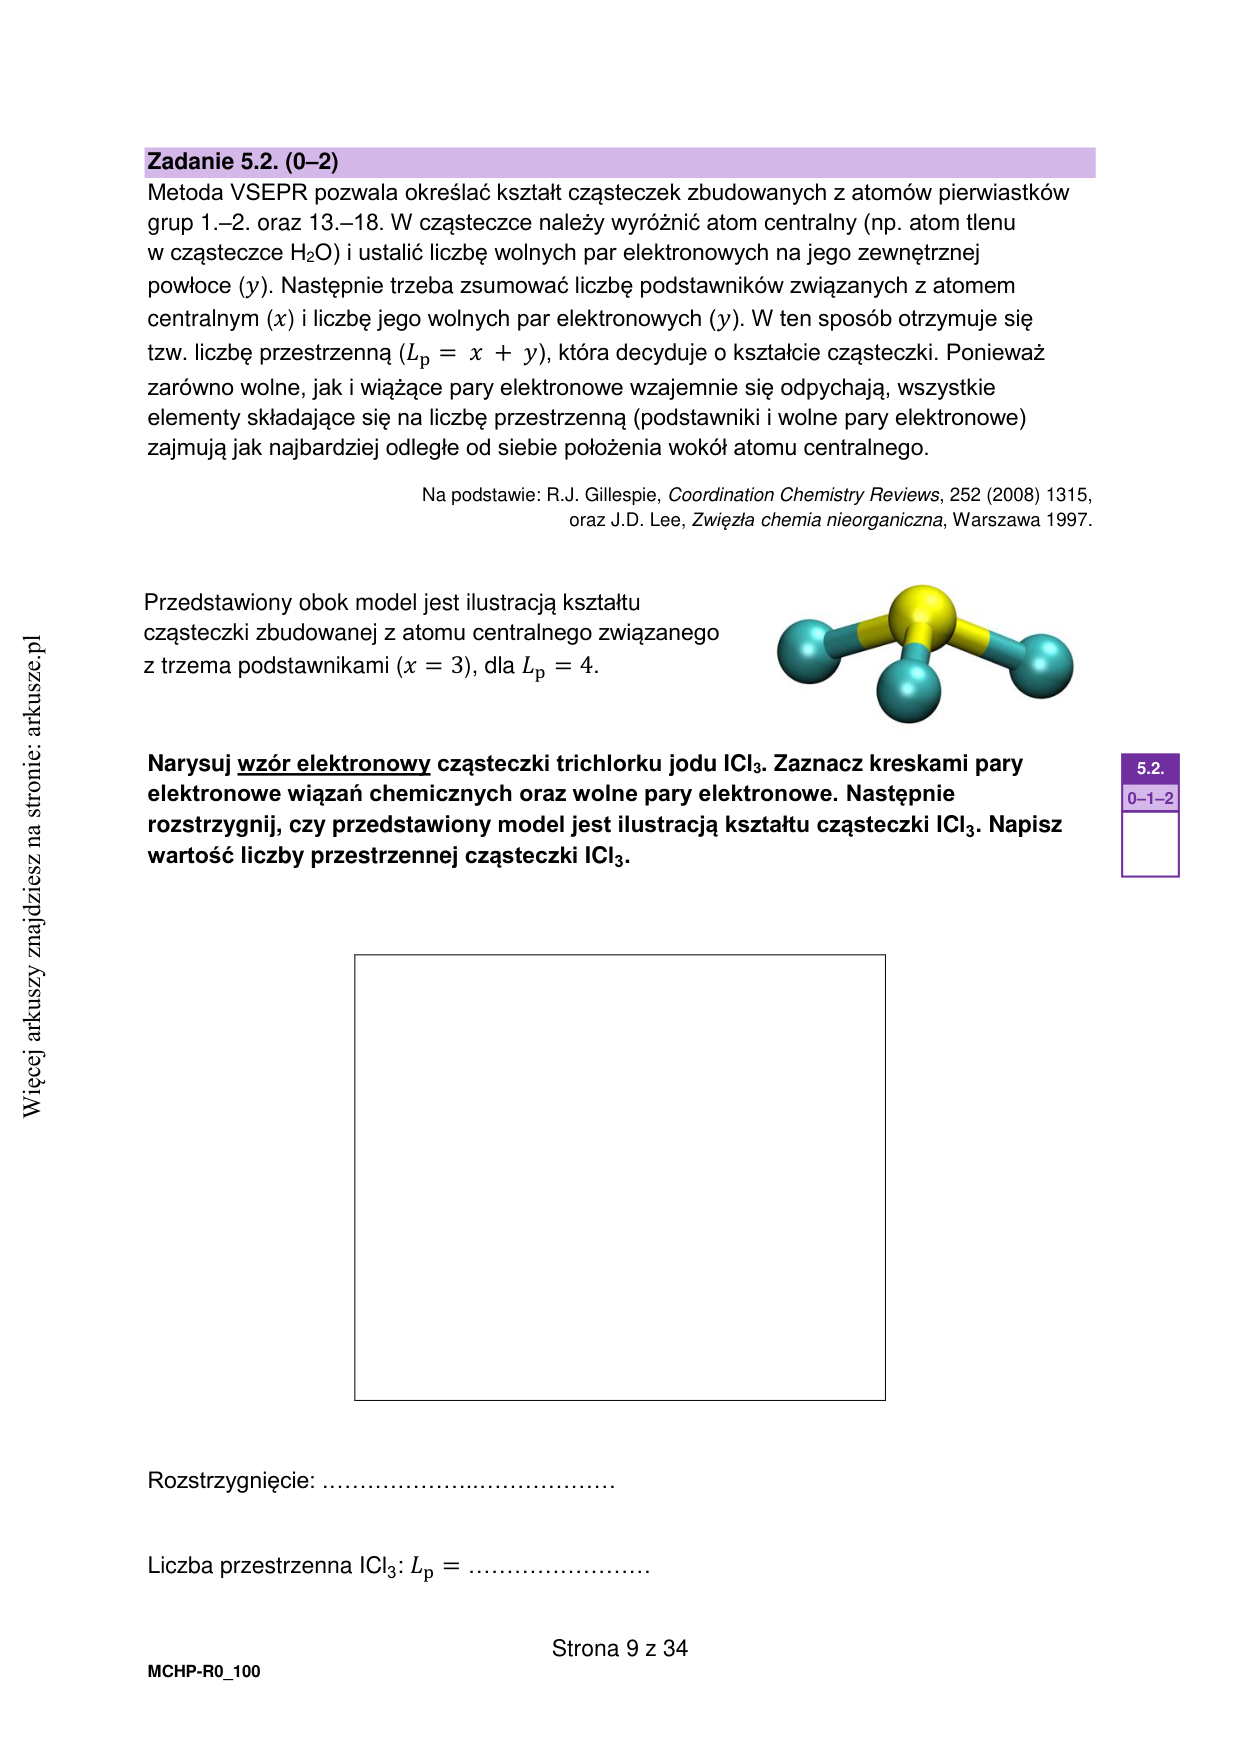 Zadanie 5.2. (0–2)
Metoda VSEPR pozwala określać kształt cząsteczek zbudowanych z atomów pierwiastków
grup 1.–2. oraz 13.–18. W cząsteczce należy wyróżnić atom centralny (np. atom tlenu
w cząsteczce H₂O) i ustalić liczbę wolnych par elektronowych na jego zewnętrznej
powłoce (y). Następnie trzeba zsumować liczbę podstawników związanych z atomem
centralnym (x) i liczbę jego wolnych par elektronowych (y). W ten sposób otrzymuje się
tzw. liczbę przestrzenną (Lₚ = x + y), która decyduje o kształcie cząsteczki. Ponieważ
zarówno wolne, jak i wiążące pary elektronowe wzajemnie się odpychają, wszystkie
elementy składające się na liczbę przestrzenną (podstawniki i wolne pary elektronowe)
zajmują jak najbardziej odległe od siebie położenia wokół atomu centralnego.
Na podstawie: R.J. Gillespie, Coordination Chemistry Reviews, 252 (2008) 1315,
oraz J.D. Lee, Zwięzła chemia nieorganiczna, Warszawa 1997.
Przedstawiony obok model jest ilustracją kształtu
cząsteczki zbudowanej z atomu centralnego związanego
z trzema podstawnikami (x = 3), dla Lₚ = 4.
Narysuj wzór elektronowy cząsteczki trichlorku jodu ICl₃. Zaznacz kreskami pary
elektronowe wiązań chemicznych oraz wolne pary elektronowe. Następnie
rozstrzygnij, czy przedstawiony model jest ilustracją kształtu cząsteczki ICl₃. Napisz
wartość liczby przestrzennej cząsteczki ICl₃.
5.2.
0–1–2
Rozstrzygnięcie: ………………..………………
Liczba przestrzenna ICl₃: Lₚ = ……………………
Strona 9 z 34
MCHP-R0_100
Więcej arkuszy znajdziesz na stronie: arkusze.pl